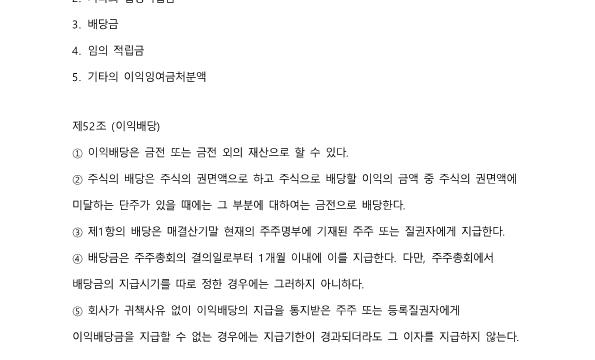 3. 배당금
4. 임의 적립금
5. 기타의 이익잉여금처분액
제52조 (이익배당)
① 이익배당은 금전 또는 금전 외의 재산으로 할 수 있다.
② 주식의 배당은 주식의 권면액으로 하고 주식으로 배당할 이익의 금액 중 주식의 권면액에
미달하는 단주가 있을 때에는 그 부분에 대하여는 금전으로 배당한다.
③ 제1항의 배당은 매결산기말 현재의 주주명부에 기재된 주주 또는 질권자에게 지급한다.
④ 배당금은 주주총회의 결의일로부터 1개월 이내에 이를 지급한다. 다만, 주주총회에서
배당금의 지급시기를 따로 정한 경우에는 그러하지 아니하다.
⑤ 회사가 귀책사유 없이 이익배당의 지급을 통지받은 주주 또는 등록질권자에게
이익배당금을 지급할 수 없는 경우에는 지급기한이 경과되더라도 그 이자를 지급하지 않는다.